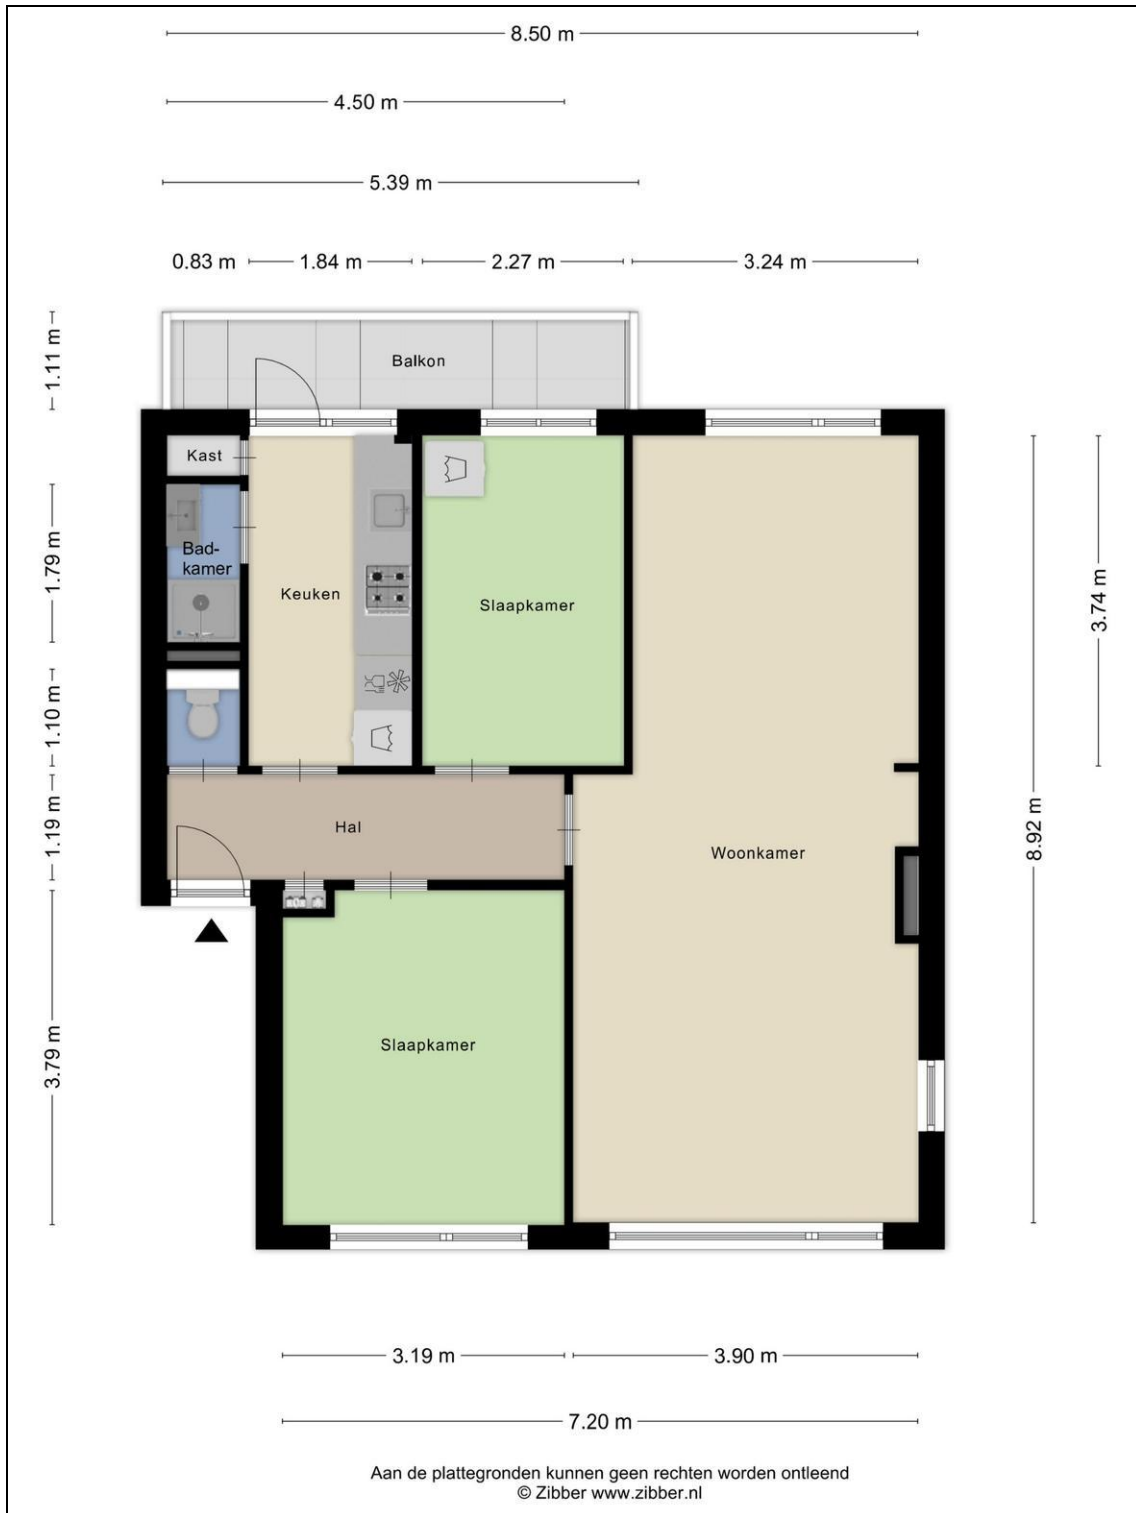 8.50 m
4.50 m
5.39 m
0.83 m
1.84 m
2.27 m
3.24 m
1.11 m
Balkon
Kast
1.79 m
Bad-
kamer
Keuken
Slaapkamer
3.74 m
1.10 m
1.19 m
Hal
Woonkamer
8.92 m
3.79 m
Slaapkamer
3.19 m
3.90 m
7.20 m
Aan de plattegronden kunnen geen rechten worden ontleend
© Zibber www.zibber.nl